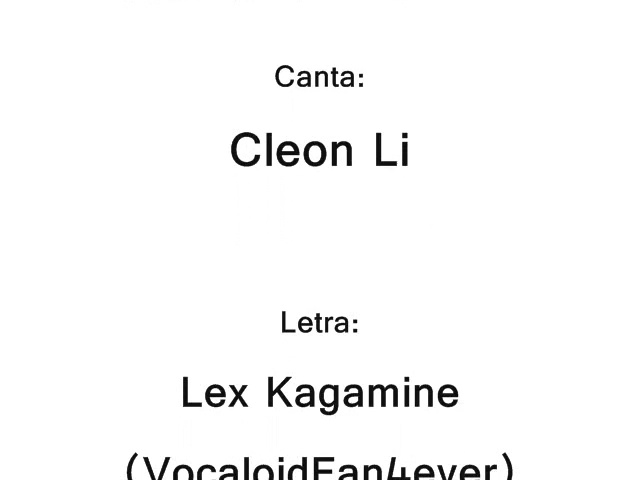 Canta:
Cleon Li
Letra:
Lex Kagamine
(VocaloidFan4ever)